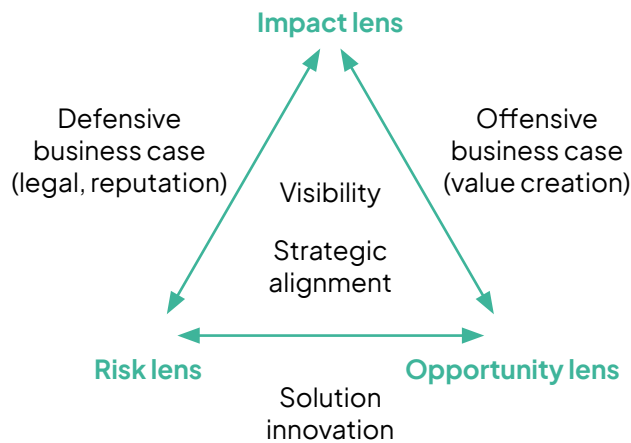 Impact lens
Defensive
business case
(legal, reputation)
Offensive
business case
(value creation)
Visibility
Strategic
alignment
Risk lens
Opportunity lens
Solution
innovation